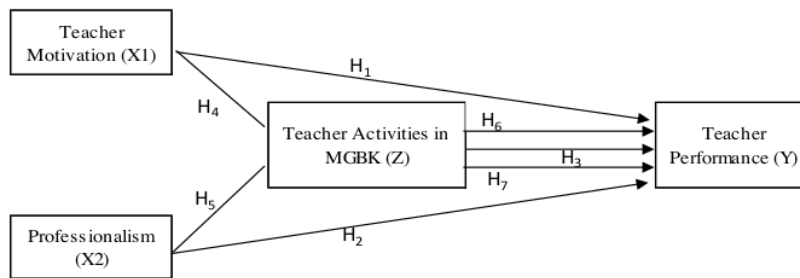 Teacher
Motivation (X1)
H1
H4
Teacher Activities in
MGBK (Z)
H6
H3
H7
Teacher
Performance (Y)
H5
Professionalism
(X2)
H2